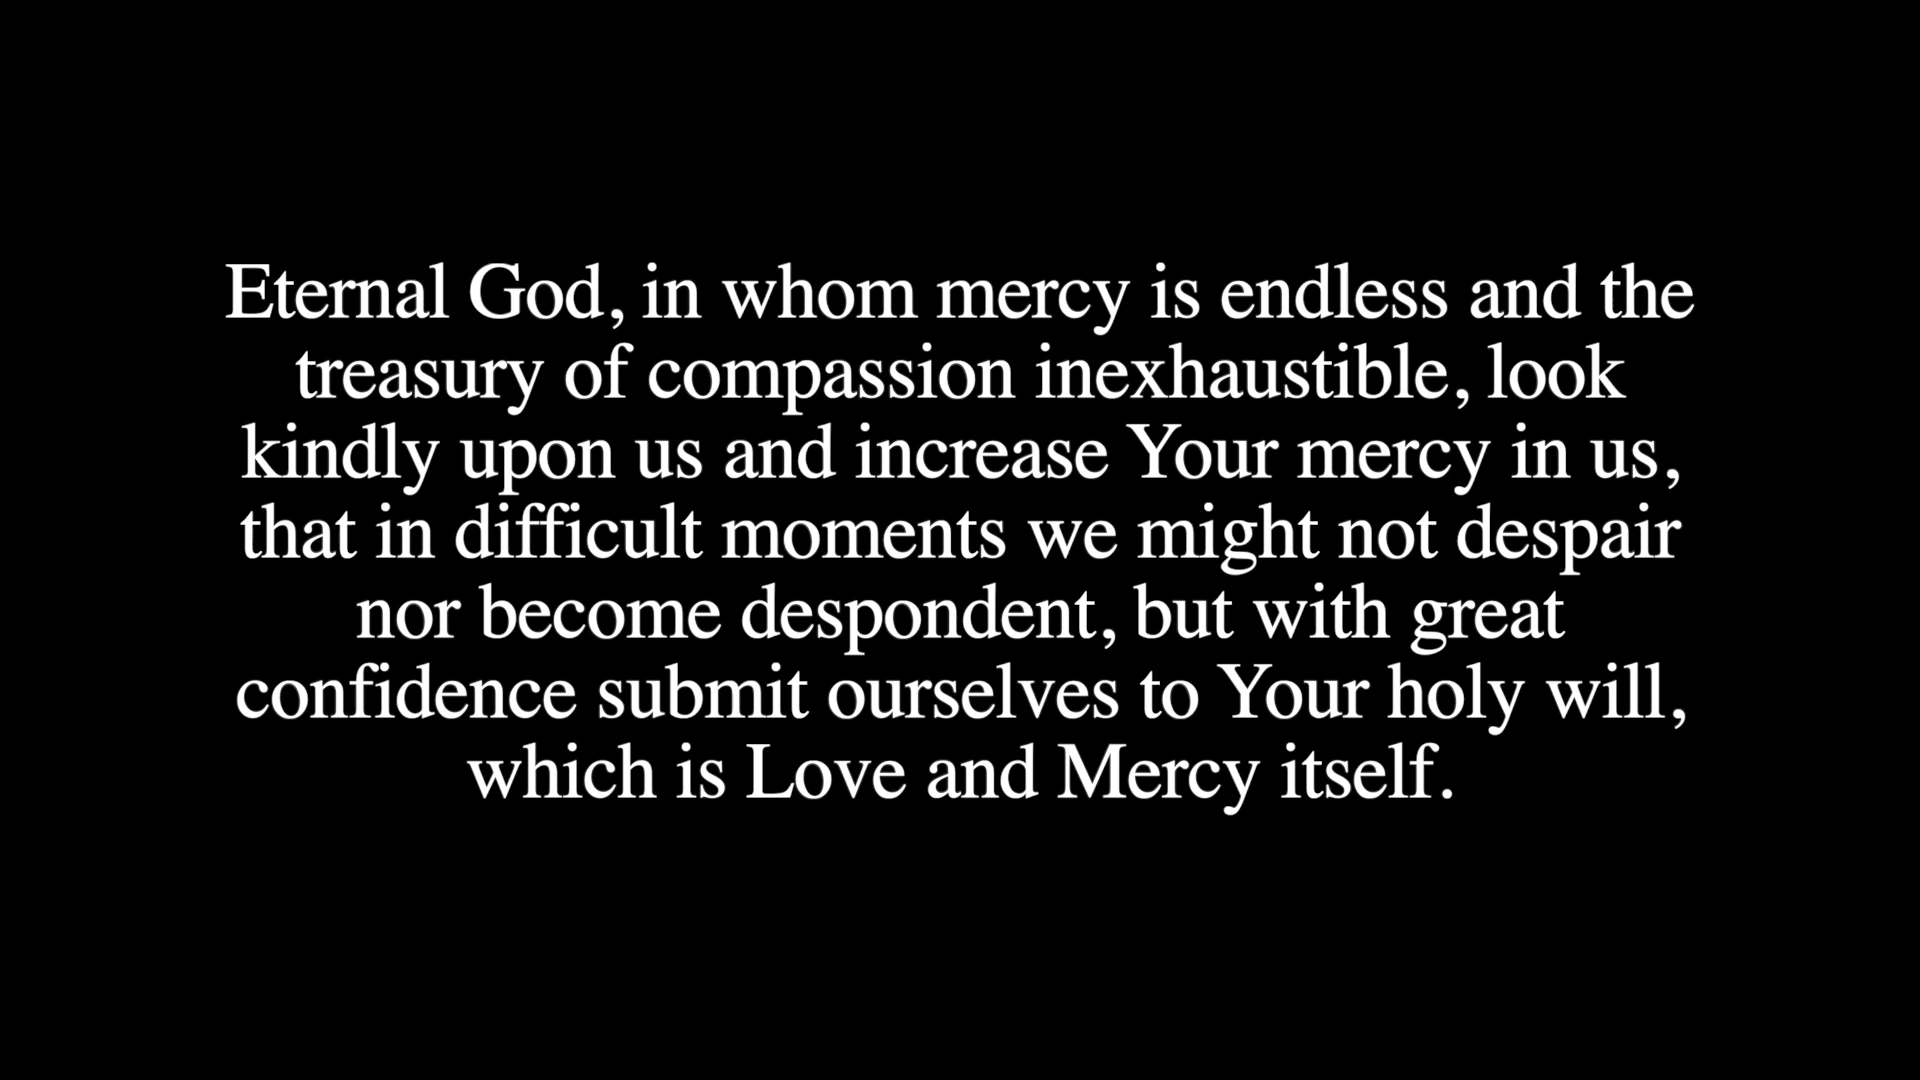 Eternal God, in whom mercy is endless and the
treasury of compassion inexhaustible, look
kindly upon us and increase Your mercy in us,
that in difficult moments we might not despair
nor become despondent, but with great
confidence submit ourselves to Your holy will,
which is Love and Mercy itself.